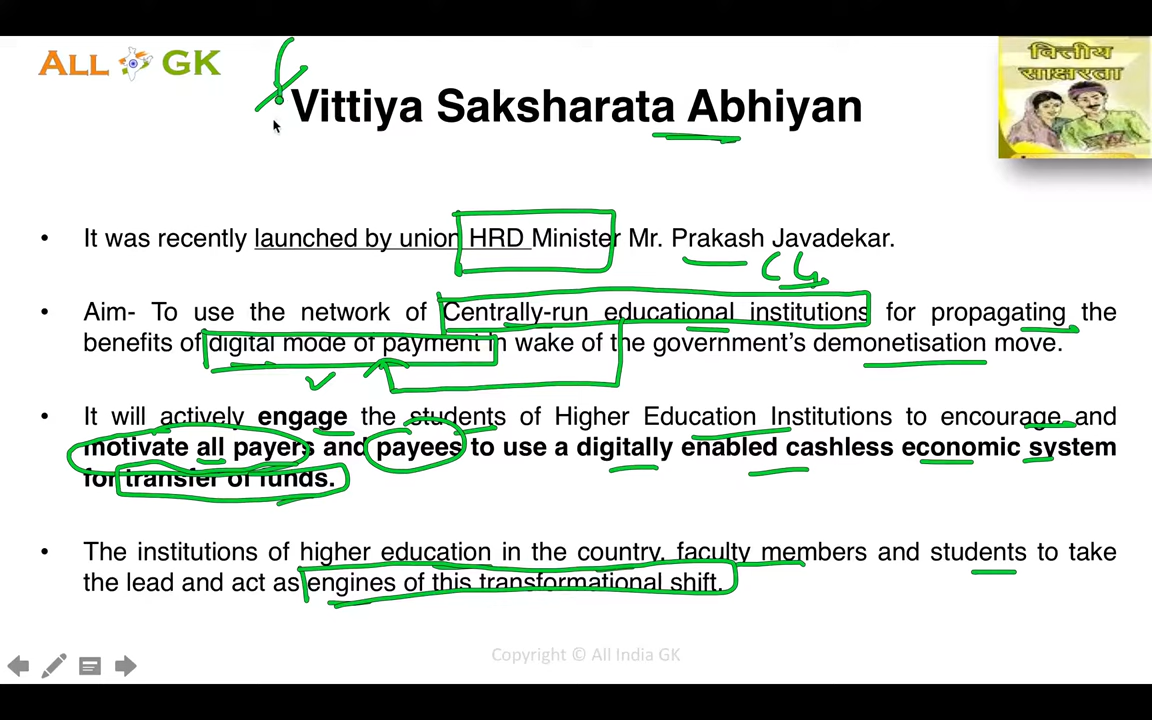 ALL GK
वित्तीय
साक्षरता
Vittiya Saksharata Abhiyan
• It was recently launched by union HRD Minister Mr. Prakash Javadekar.
• Aim- To use the network of Centrally-run educational institutions for propagating the
benefits of digital mode of payment in wake of the government's demonetisation move.
• It will actively engage the students of Higher Education Institutions to encourage and
motivate all payers and payees to use a digitally enabled cashless economic system
for transfer of funds.
• The institutions of higher education in the country, faculty members and students to take
the lead and act as engines of this transformational shift.
Copyright © All India GK